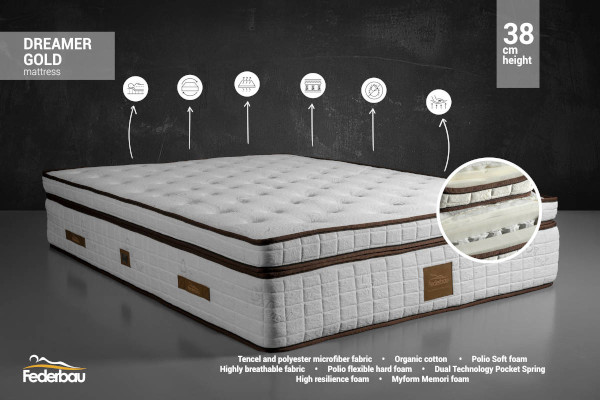 DREAMER
GOLD
mattress
38
cm
height
Tencel and polyester microfiber fabric • Organic cotton • Polio Soft foam
Highly breathable fabric • Polio flexible hard foam • Dual Technology Pocket Spring
High resilience foam • Myform Memori foam
Federbau